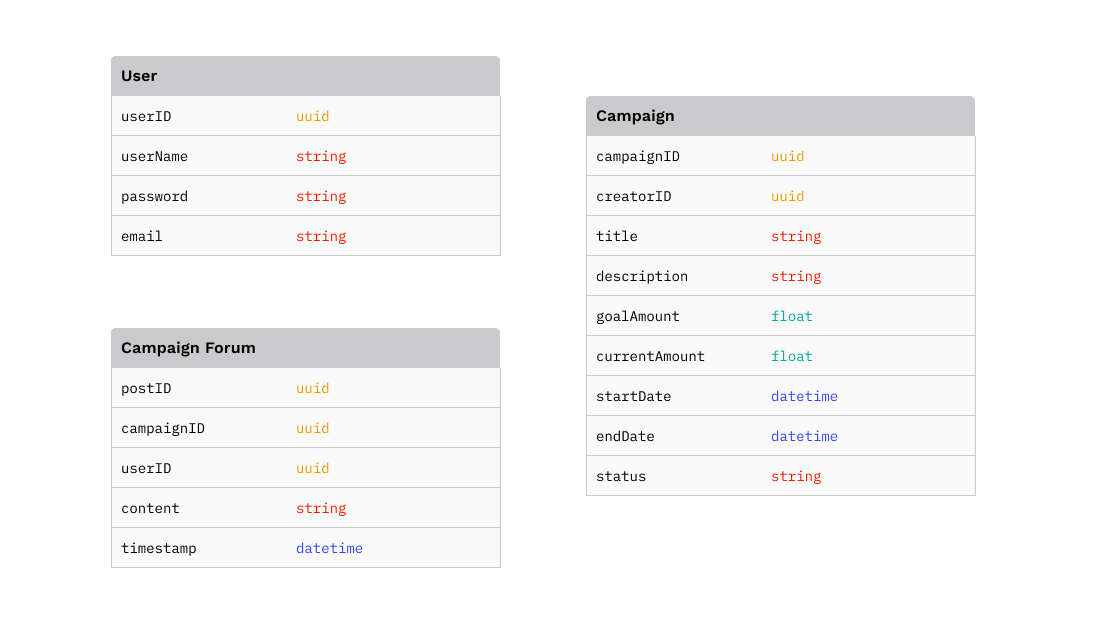 User
userID uuid
userName string
password string
email string
Campaign Forum
postID uuid
campaignID uuid
userID uuid
content string
timestamp datetime
Campaign
campaignID uuid
creatorID uuid
title string
description string
goalAmount float
currentAmount float
startDate datetime
endDate datetime
status string